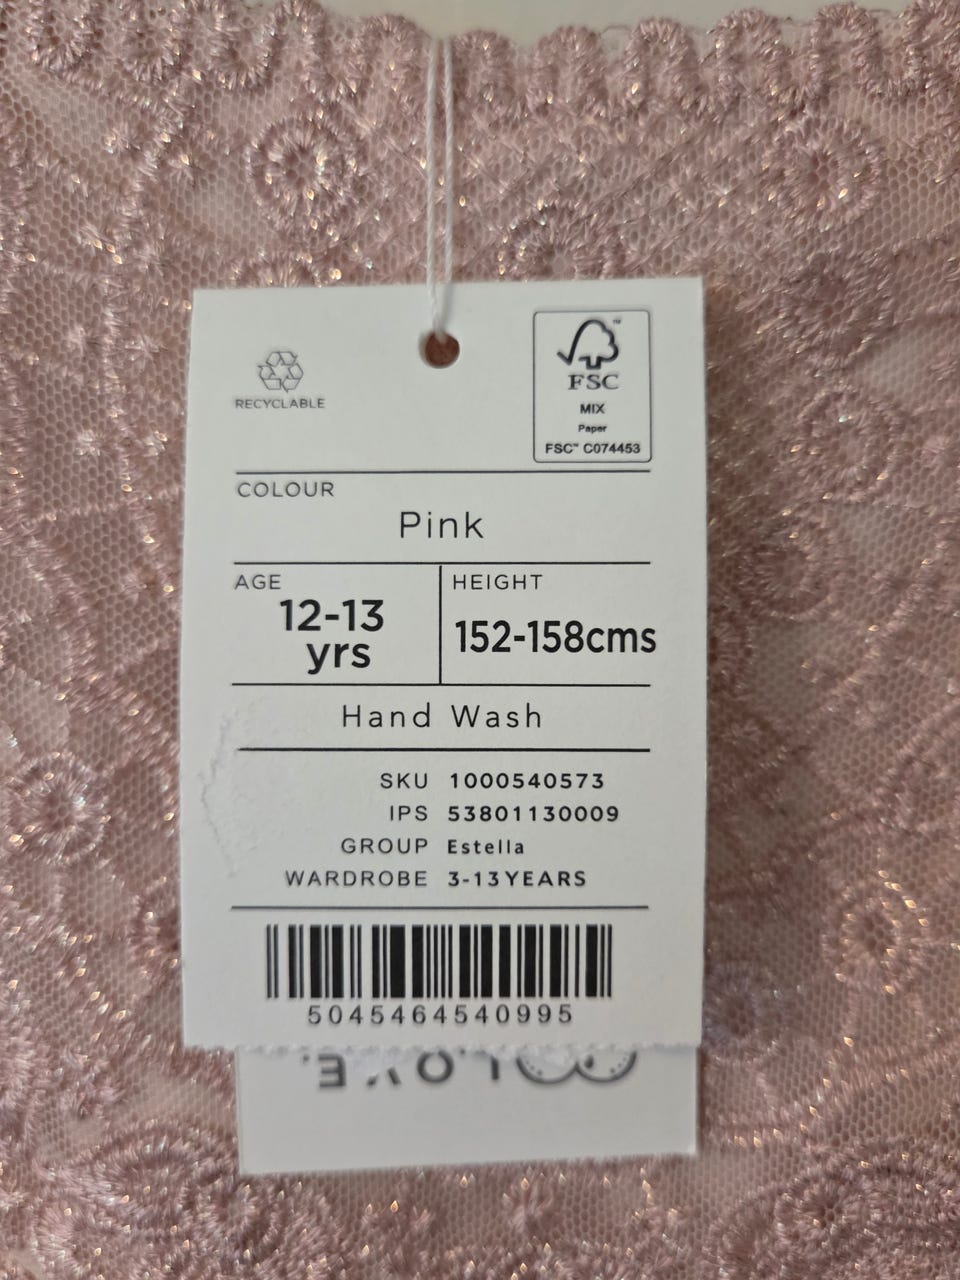 RECYCLABLE
FSC™
MIX
Paper
FSC™ C074453
COLOUR
Pink
AGE
12-13
yrs
HEIGHT
152-158cms
Hand Wash
SKU 1000540573
IPS 53801130009
GROUP Estella
WARDROBE 3-13YEARS
5045464540995